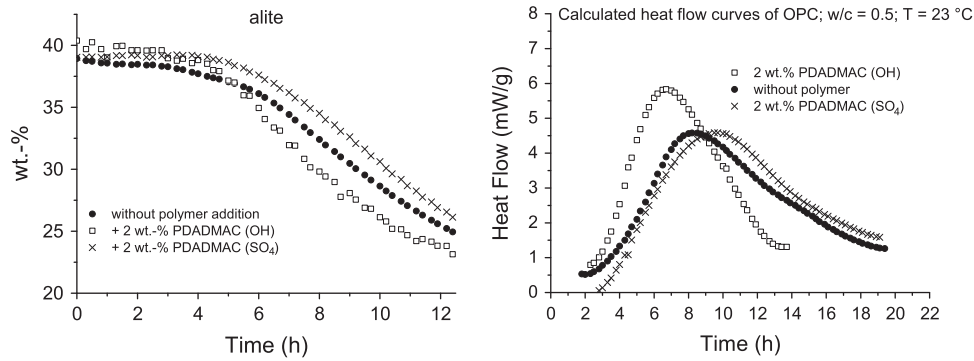 alite
40
35
30
25
20
wt.-%
without polymer addition
+ 2 wt.-% PDADMAC (OH)
+ 2 wt.-% PDADMAC (SO₄)
0 2 4 6 8 10 12
Time (h)
Calculated heat flow curves of OPC; w/c = 0.5; T = 23 °C
8
7
6
5
4
3
2
1
0
Heat Flow (mW/g)
2 wt.% PDADMAC (OH)
without polymer
2 wt.% PDADMAC (SO₄)
0 2 4 6 8 10 12 14 16 18 20 22
Time (h)